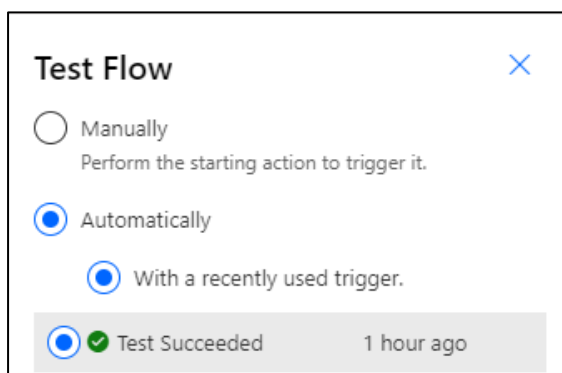 Test Flow
Manually
Perform the starting action to trigger it.
Automatically
With a recently used trigger.
Test Succeeded 1 hour ago